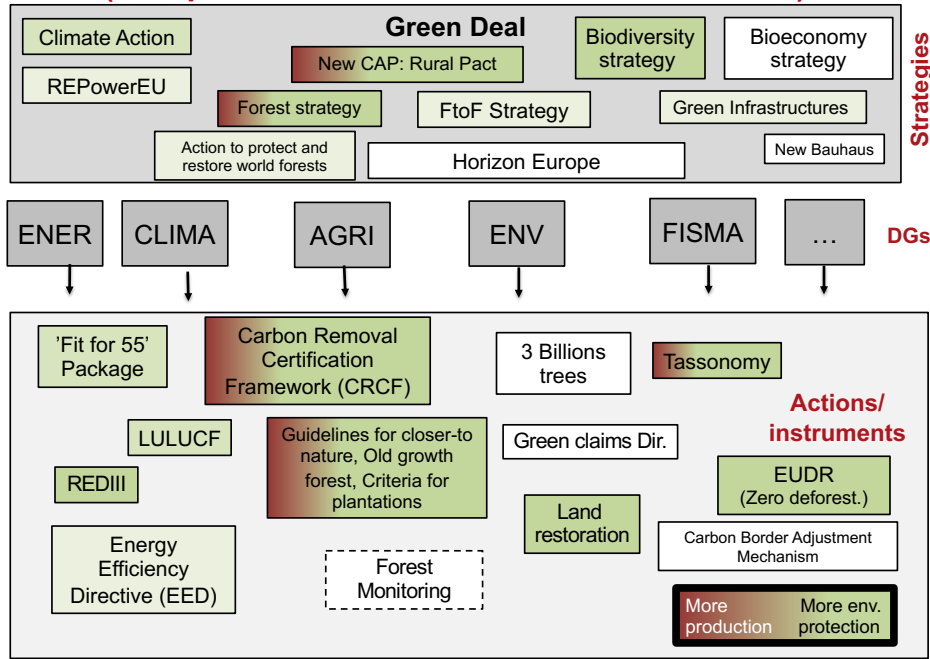 Green Deal
Climate Action
REPowerEU
New CAP: Rural Pact
Biodiversity
strategy
Bioeconomy
strategy
Forest strategy
FtoF Strategy
Green Infrastructures
Action to protect and
restore world forests
Horizon Europe
New Bauhaus
Strategies
ENER
CLIMA
AGRI
ENV
FISMA
...
DGs
'Fit for 55'
Package
Carbon Removal
Certification
Framework (CRCF)
3 Billions
trees
Tassonomy
Actions/
instruments
LULUCF
Guidelines for closer-to
nature, Old growth
forest, Criteria for
plantations
Green claims Dir.
REDIII
EUDR
(Zero deforest.)
Land
restoration
Energy
Efficiency
Directive (EED)
Forest
Monitoring
Carbon Border Adjustment
Mechanism
More
production
More env.
protection